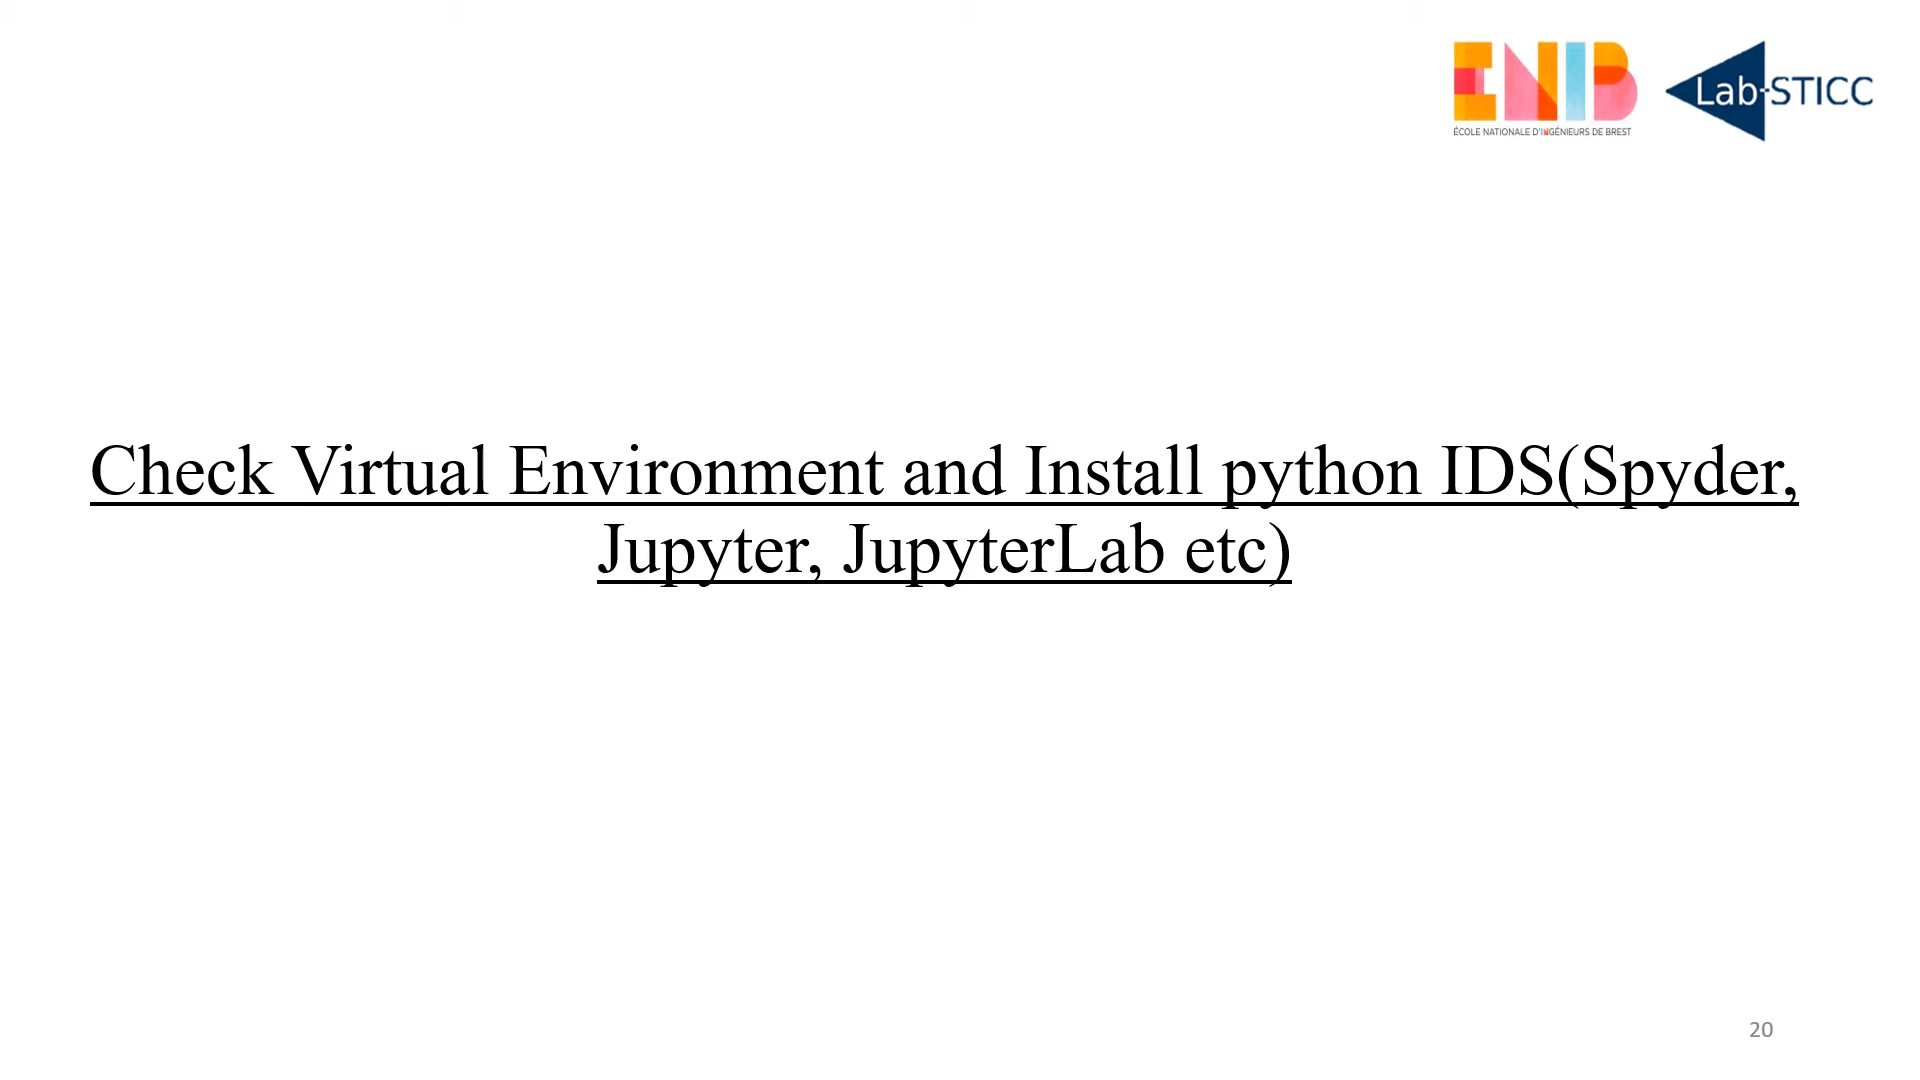 ENIB
ÉCOLE NATIONALE D'INGÉNIEURS DE BREST
Lab-STICC
Check Virtual Environment and Install python IDS(Spyder,
Jupyter, JupyterLab etc)
20